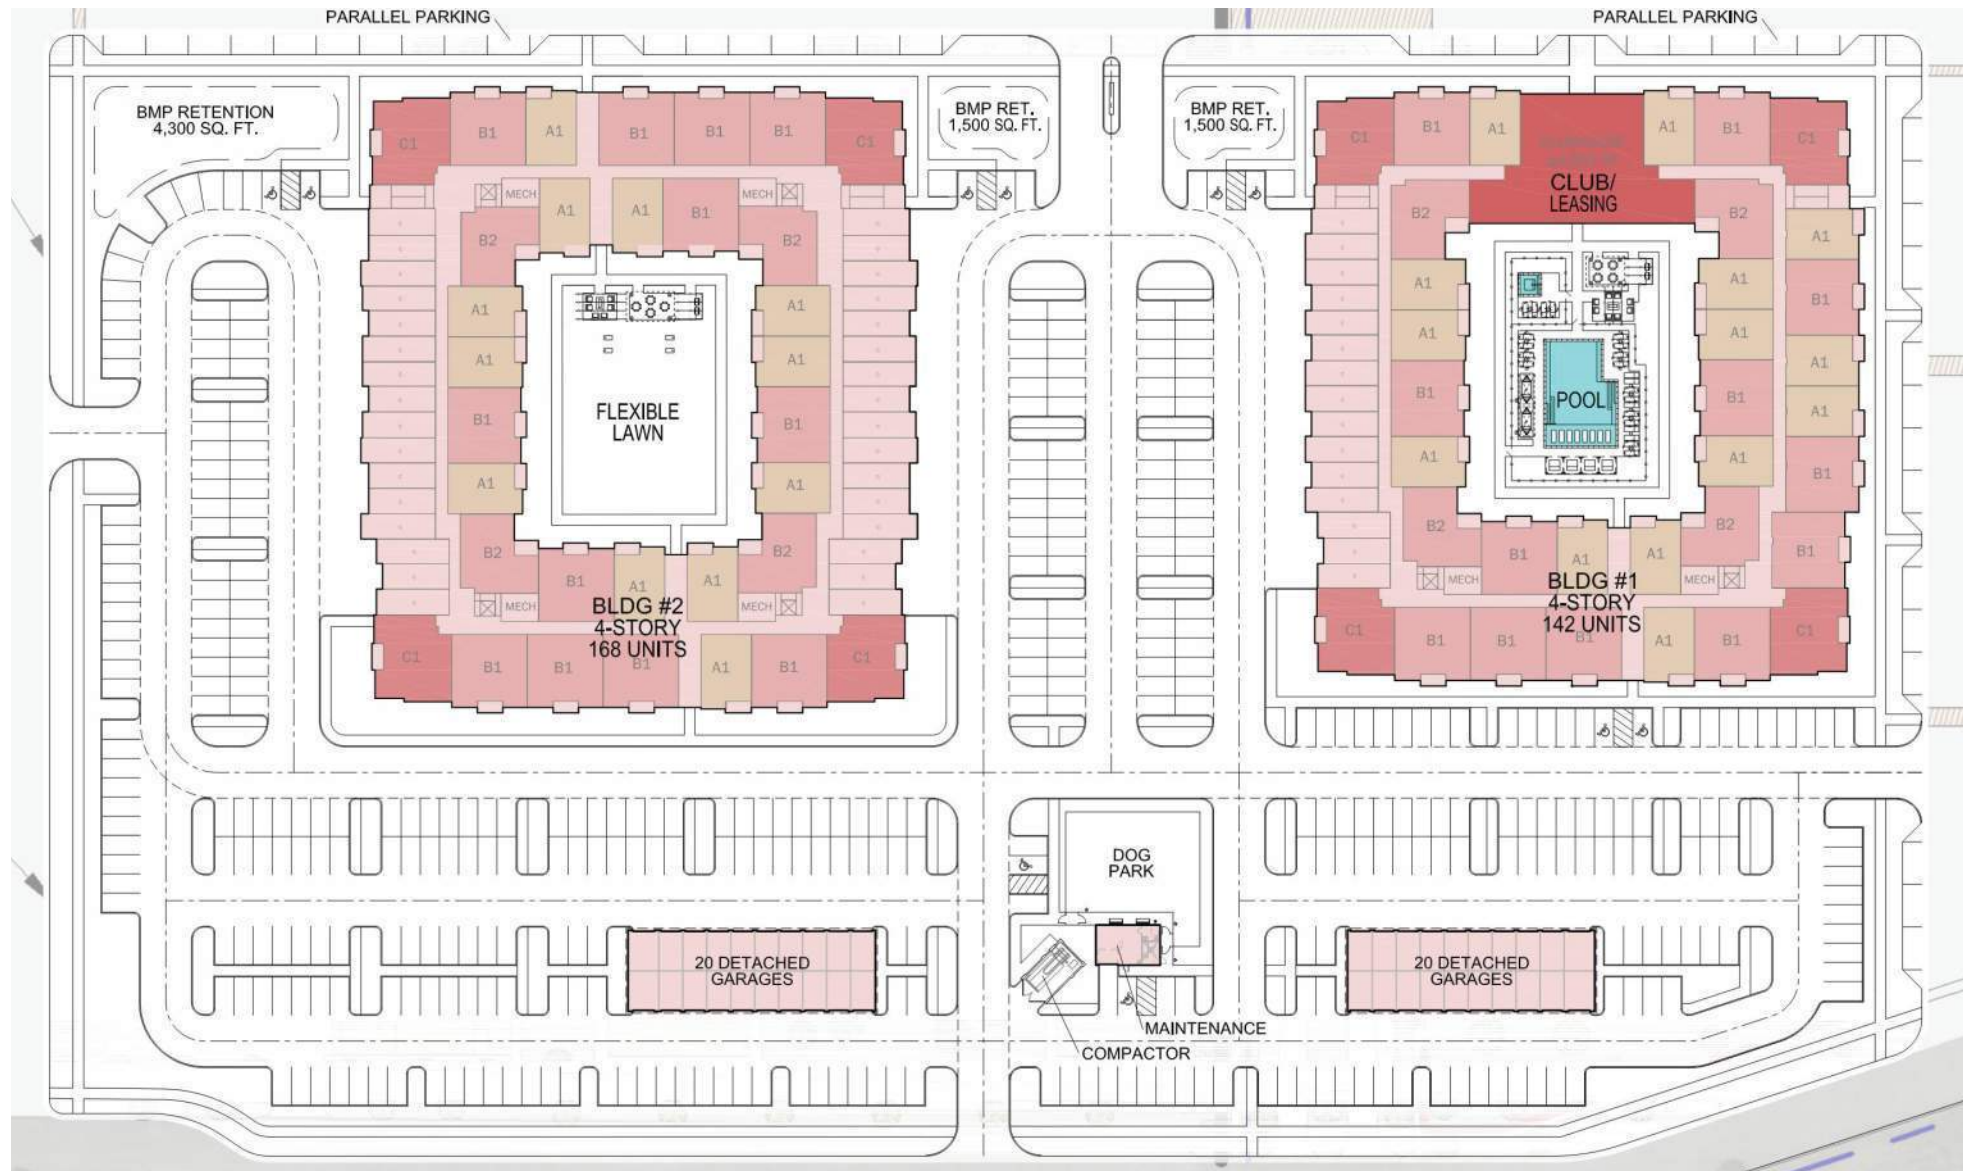 PARALLEL PARKING
PARALLEL PARKING
BMP RETENTION
4,300 SQ. FT.
BMP RET.
1,500 SQ. FT.
BMP RET.
1,500 SQ. FT.
C1
B1
A1
B1
B1
B1
C1
MECH
A1
A1
B1
MECH
B2
B2
A1
A1
A1
A1
B1
B1
A1
A1
FLEXIBLE
LAWN
B2
B2
MECH
B1
A1
A1
MECH
BLDG #2
4-STORY
168 UNITS
C1
B1
B1
B1
A1
B1
C1
C1
B1
A1
CLUB/
LEASING
A1
B1
C1
B2
B2
A1
A1
A1
B1
A1
A1
A1
B1
B1
A1
A1
A1
B1
POOL
B2
B2
B1
MECH
B1
A1
A1
MECH
BLDG #1
4-STORY
142 UNITS
C1
B1
B1
B1
A1
B1
C1
DOG
PARK
20 DETACHED
GARAGES
20 DETACHED
GARAGES
MAINTENANCE
COMPACTOR